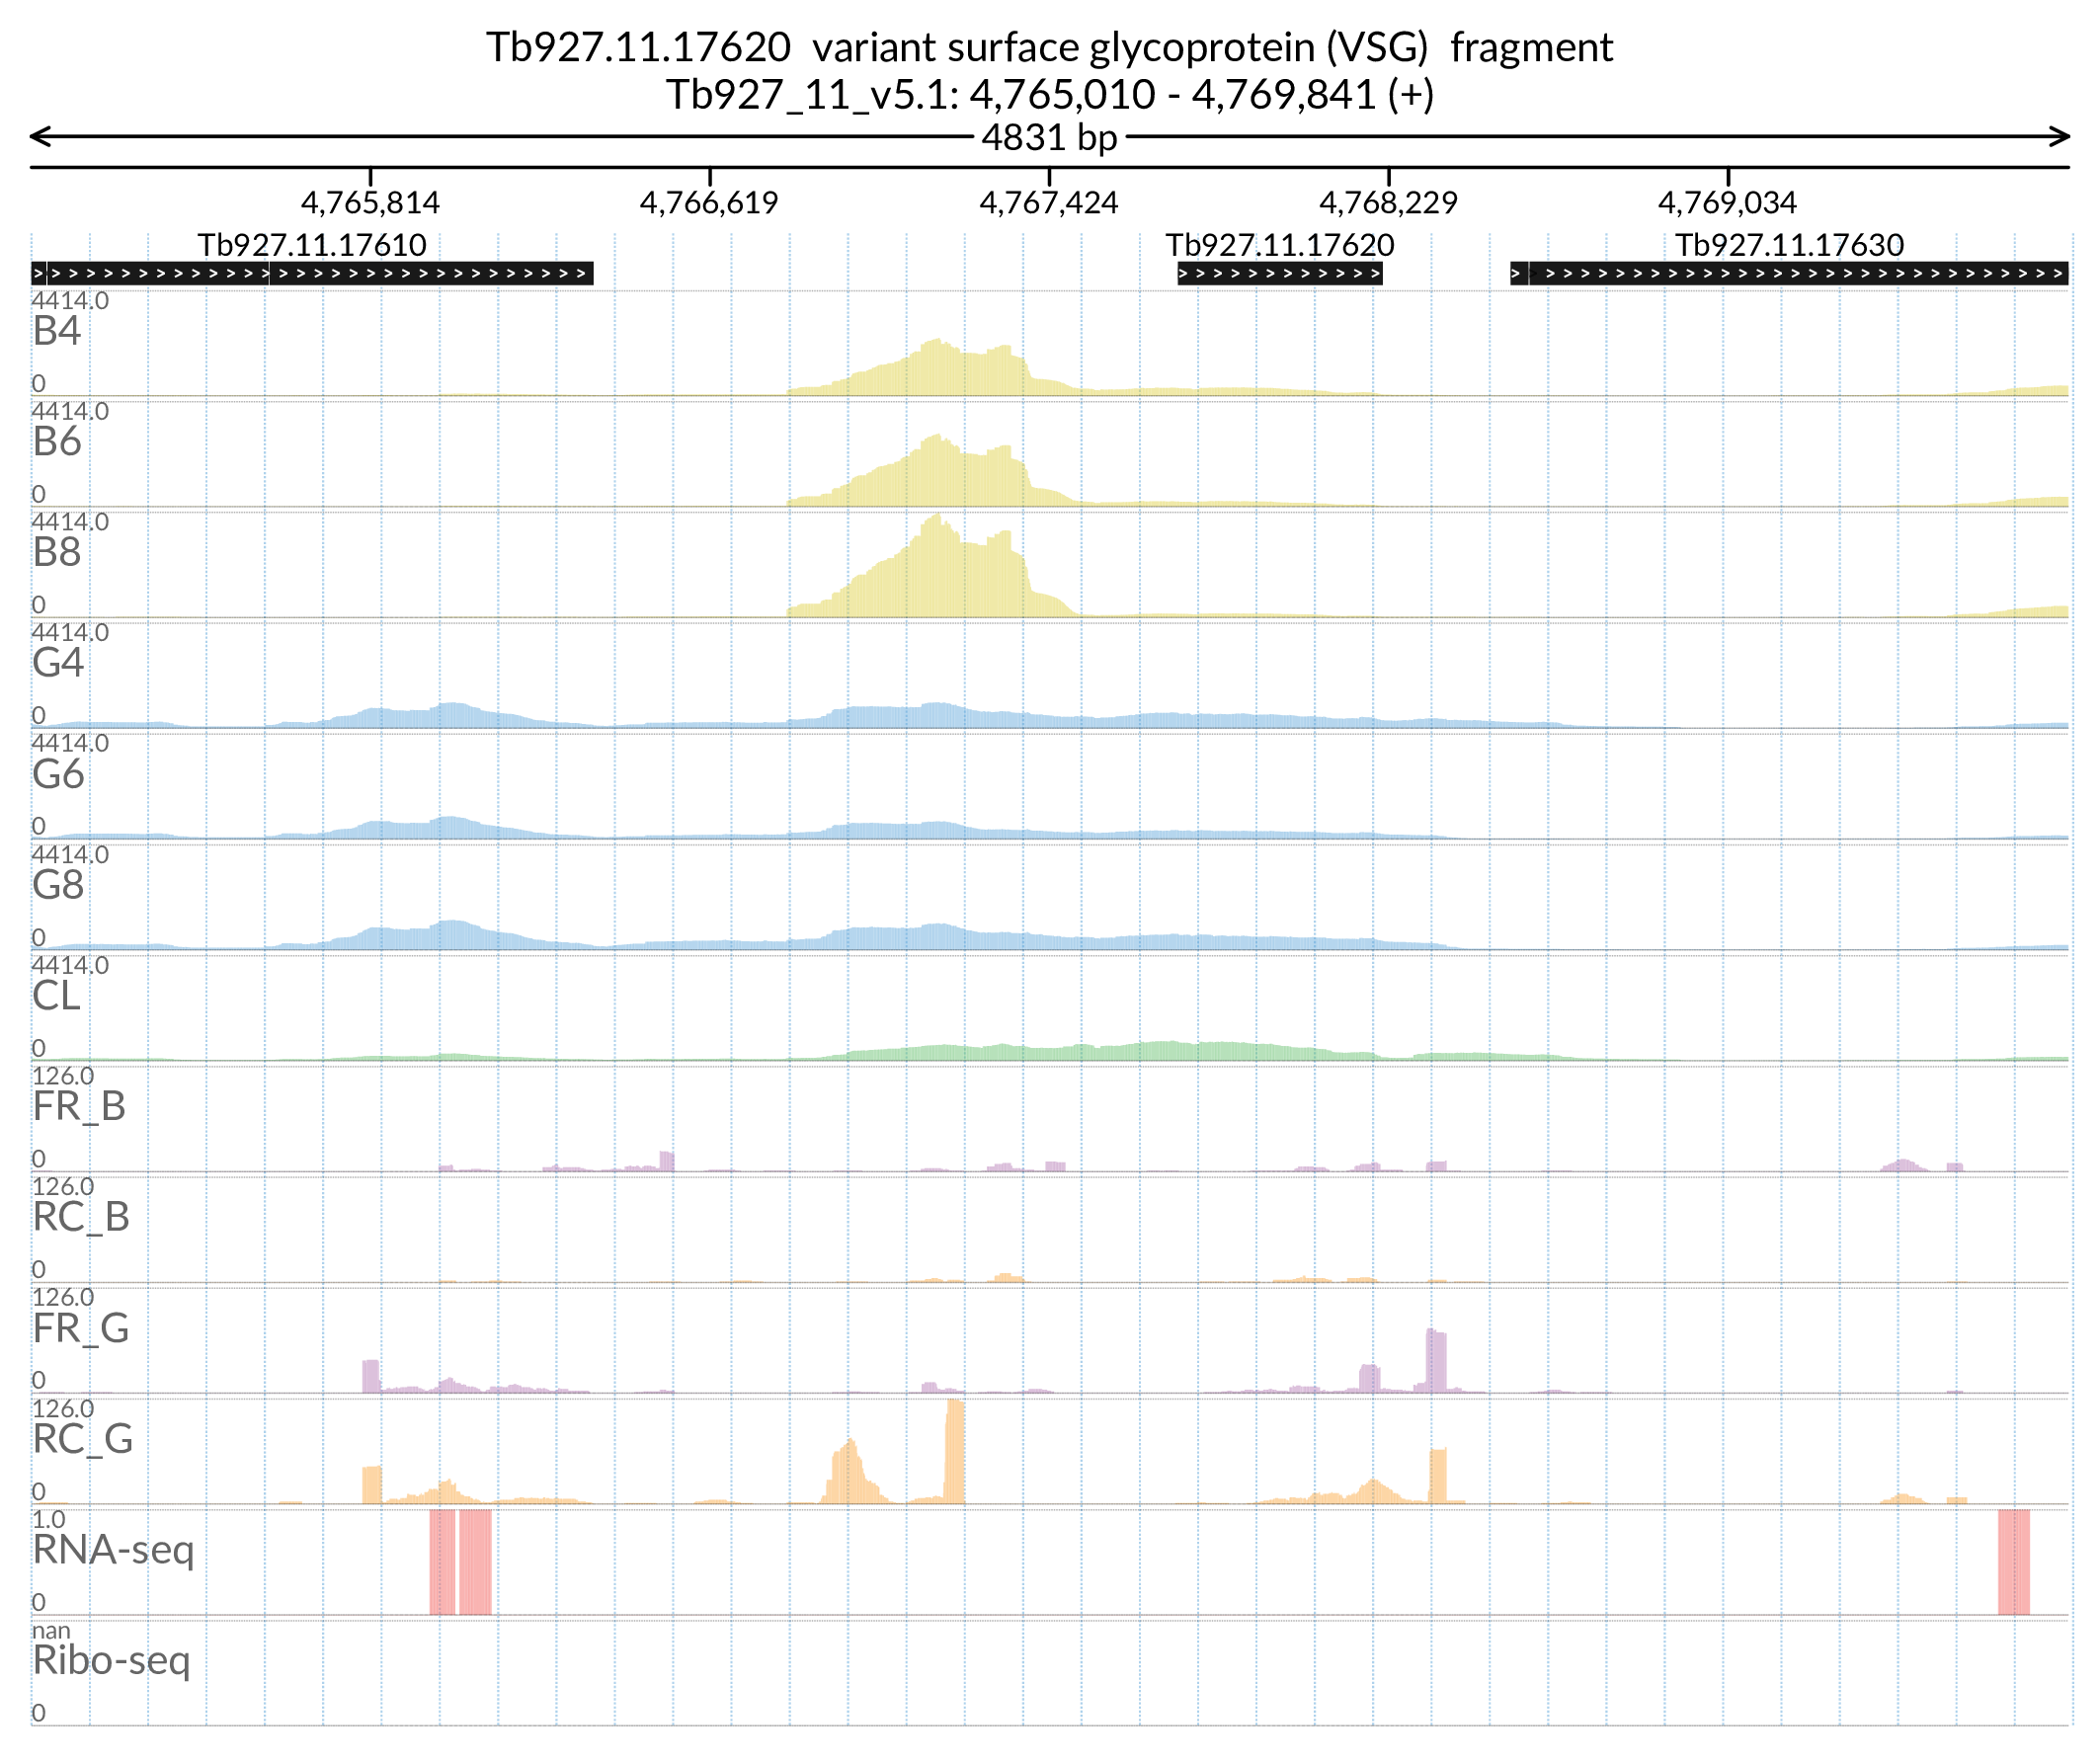 Tb927.11.17620 variant surface glycoprotein (VSG) fragment
Tb927_11_v5.1: 4,765,010 - 4,769,841 (+)
4831 bp
4,765,814 4,766,619 4,767,424 4,768,229 4,769,034
Tb927.11.17610 Tb927.11.17620 Tb927.11.17630
4414.0
B4
0
4414.0
B6
0
4414.0
B8
0
4414.0
G4
0
4414.0
G6
0
4414.0
G8
0
4414.0
CL
0
126.0
FR_B
0
126.0
RC_B
0
126.0
FR_G
0
126.0
RC_G
0
1.0
RNA-seq
0
nan
Ribo-seq
0